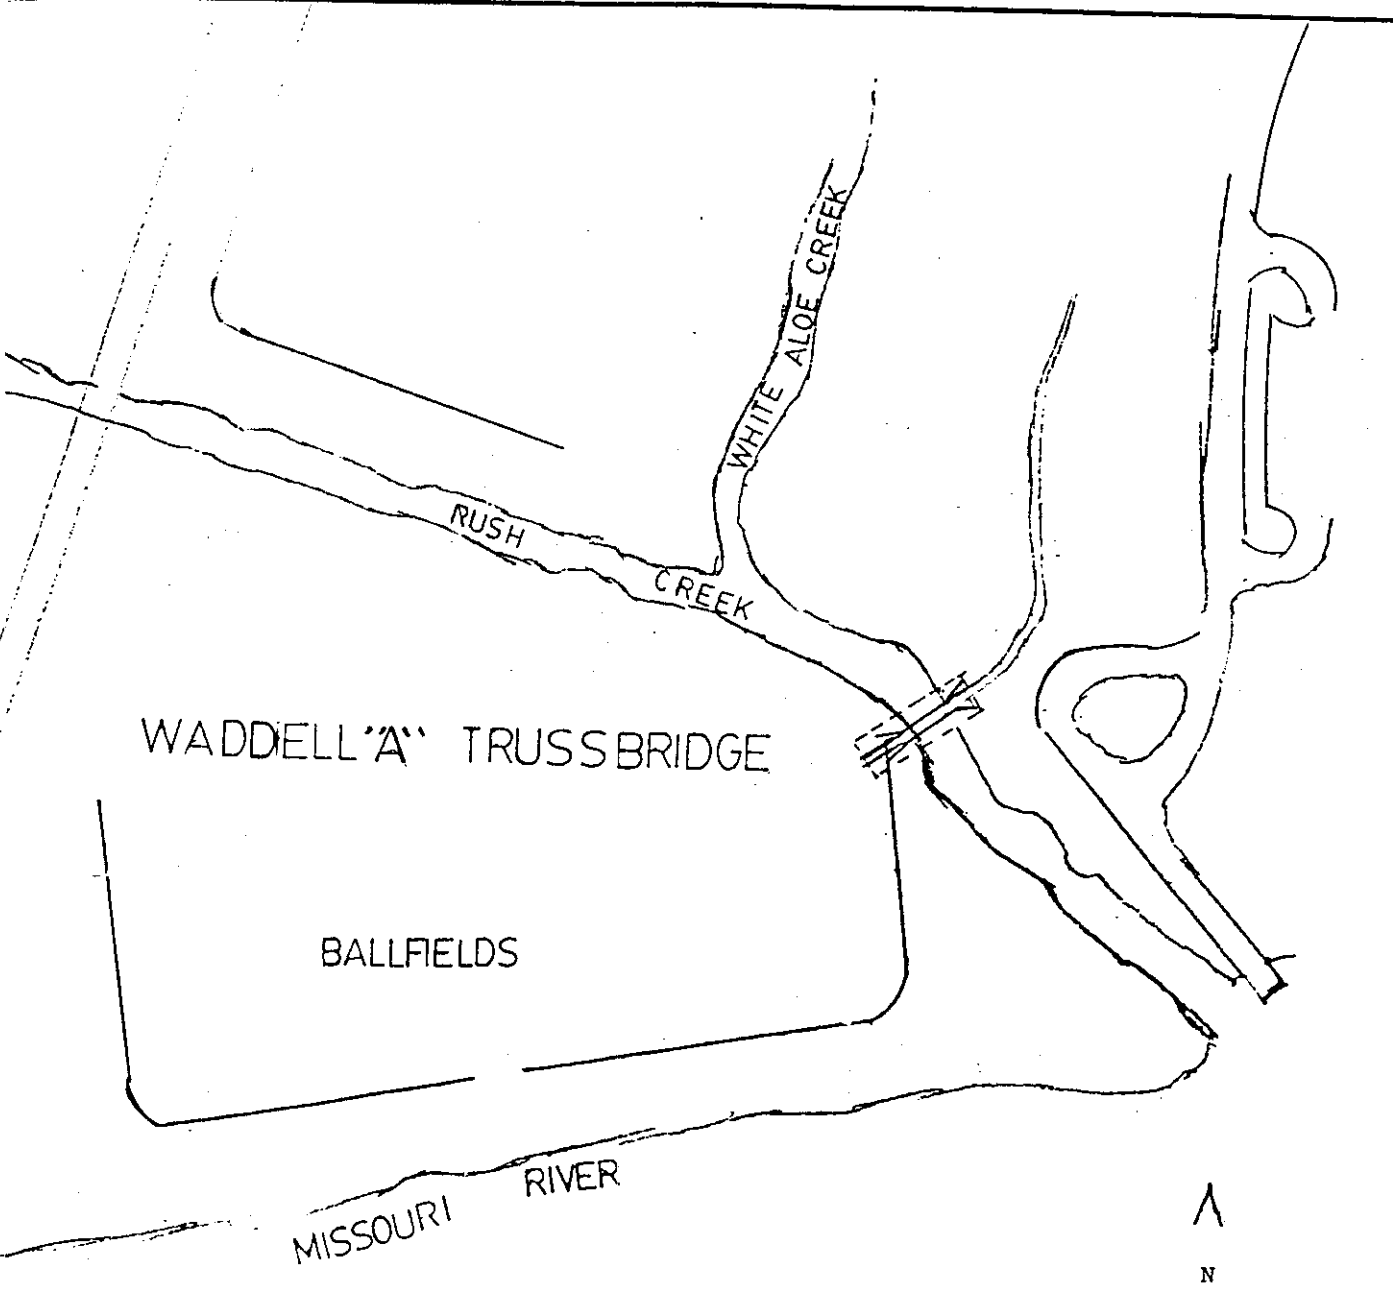 WHITE ALOE CREEK
RUSH CREEK
WADDELL "A" TRUSS BRIDGE
BALLFIELDS
MISSOURI RIVER
N